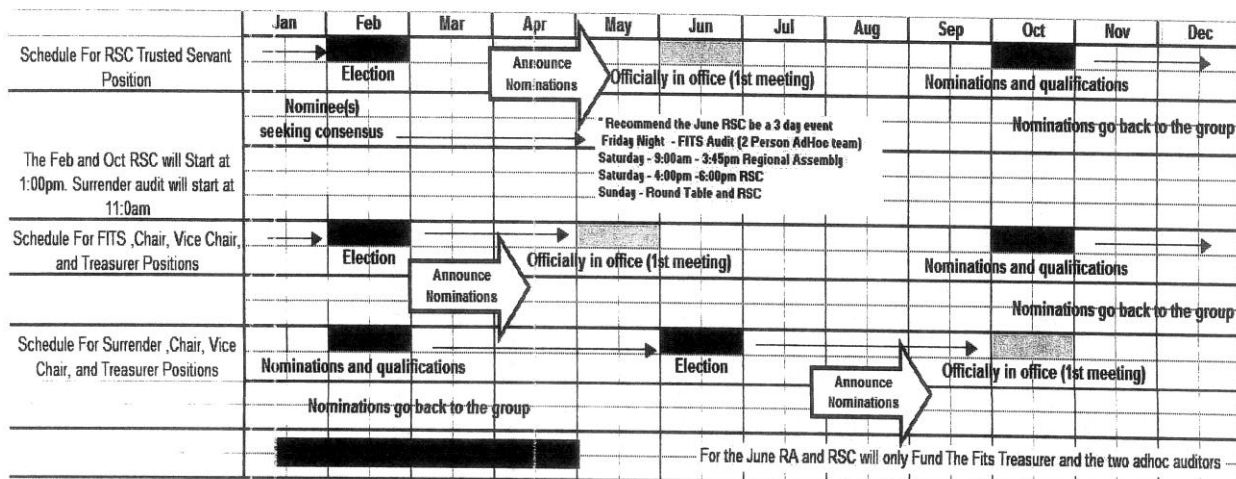 Jan Feb Mar Apr May Jun Jul Aug Sep Oct Nov Dec
Schedule For RSC Trusted Servant
Position
Election
Announce
Nominations
Officially in office (1st meeting)
Nominations and qualifications
Nominee(s)
seeking consensus
Nominations go back to the group
* Recommend the June RSC be a 3 day event
Friday Night - FITS Audit (2 Person AdHoc team)
Saturday - 9:00am - 3:45pm Regional Assembly
Saturday - 4:00pm -6:00pm RSC
Sunday - Round Table and RSC
The Feb and Oct RSC will Start at
1:00pm. Surrender audit will start at
11:0am
Schedule For FITS ,Chair, Vice Chair,
and Treasurer Positions
Election
Announce
Nominations
Officially in office (1st meeting)
Nominations and qualifications
Nominations go back to the group
Schedule For Surrender ,Chair, Vice
Chair, and Treasurer Positions
Nominations and qualifications
Election
Announce
Nominations
Officially in office (1st meeting)
Nominations go back to the group
For the June RA and RSC will only Fund The Fits Treasurer and the two adhoc auditors